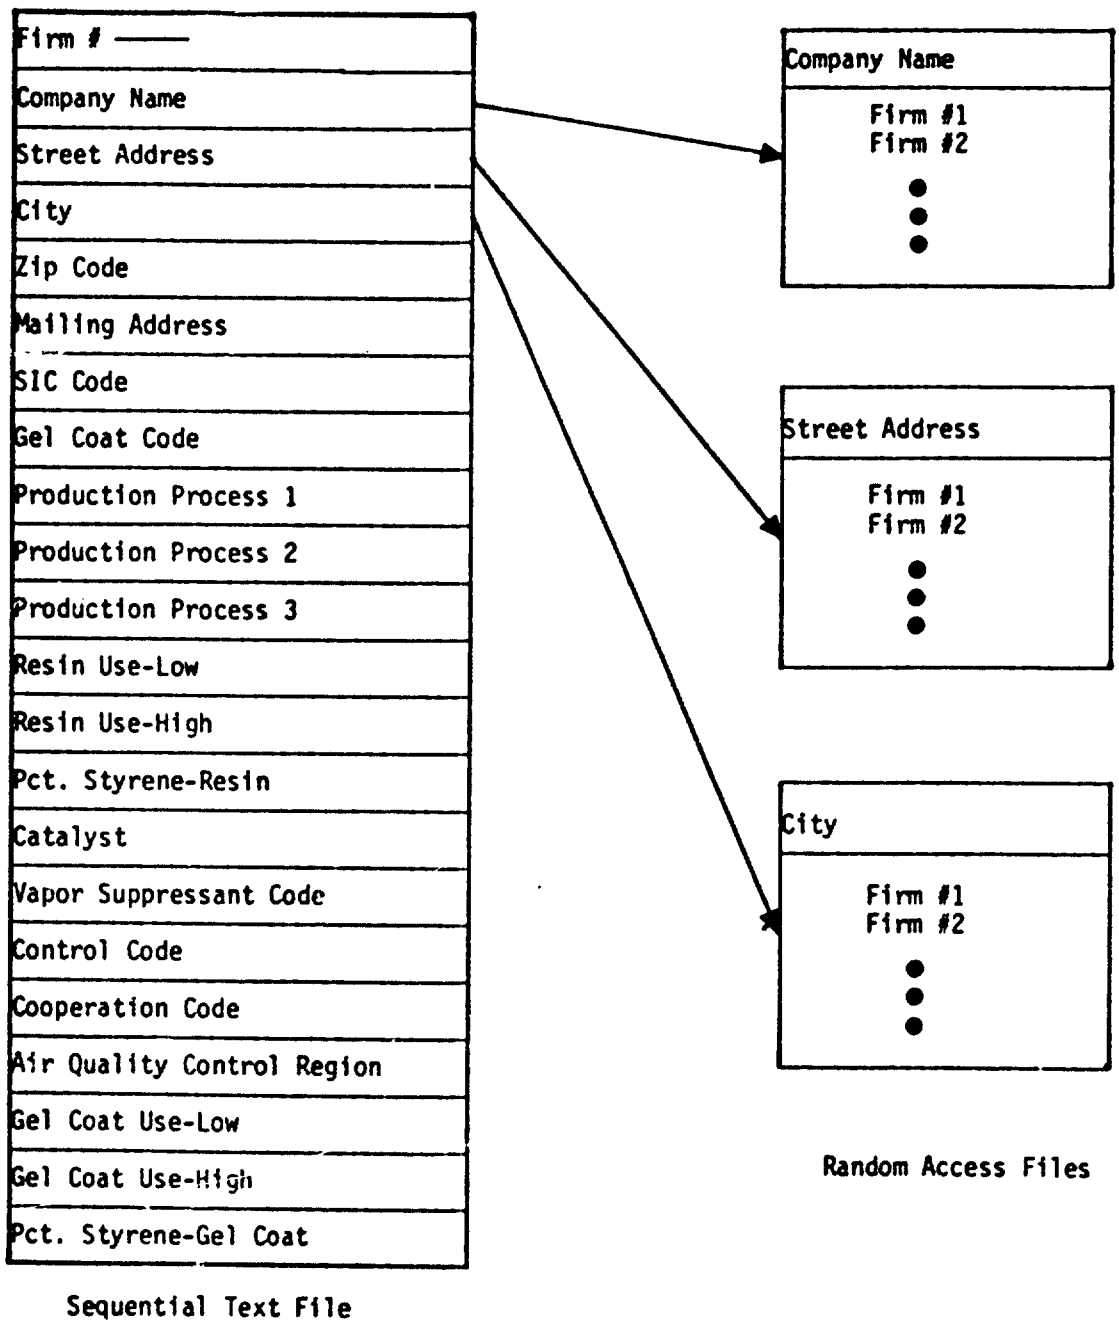 Firm #
Company Name
Street Address
City
Zip Code
Mailing Address
SIC Code
Gel Coat Code
Production Process 1
Production Process 2
Production Process 3
Resin Use-Low
Resin Use-High
Pct. Styrene-Resin
Catalyst
Vapor Suppressant Code
Control Code
Cooperation Code
Air Quality Control Region
Gel Coat Use-Low
Gel Coat Use-High
Pct. Styrene-Gel Coat
Sequential Text File
Company Name
Firm #1
Firm #2
Street Address
Firm #1
Firm #2
City
Firm #1
Firm #2
Random Access Files